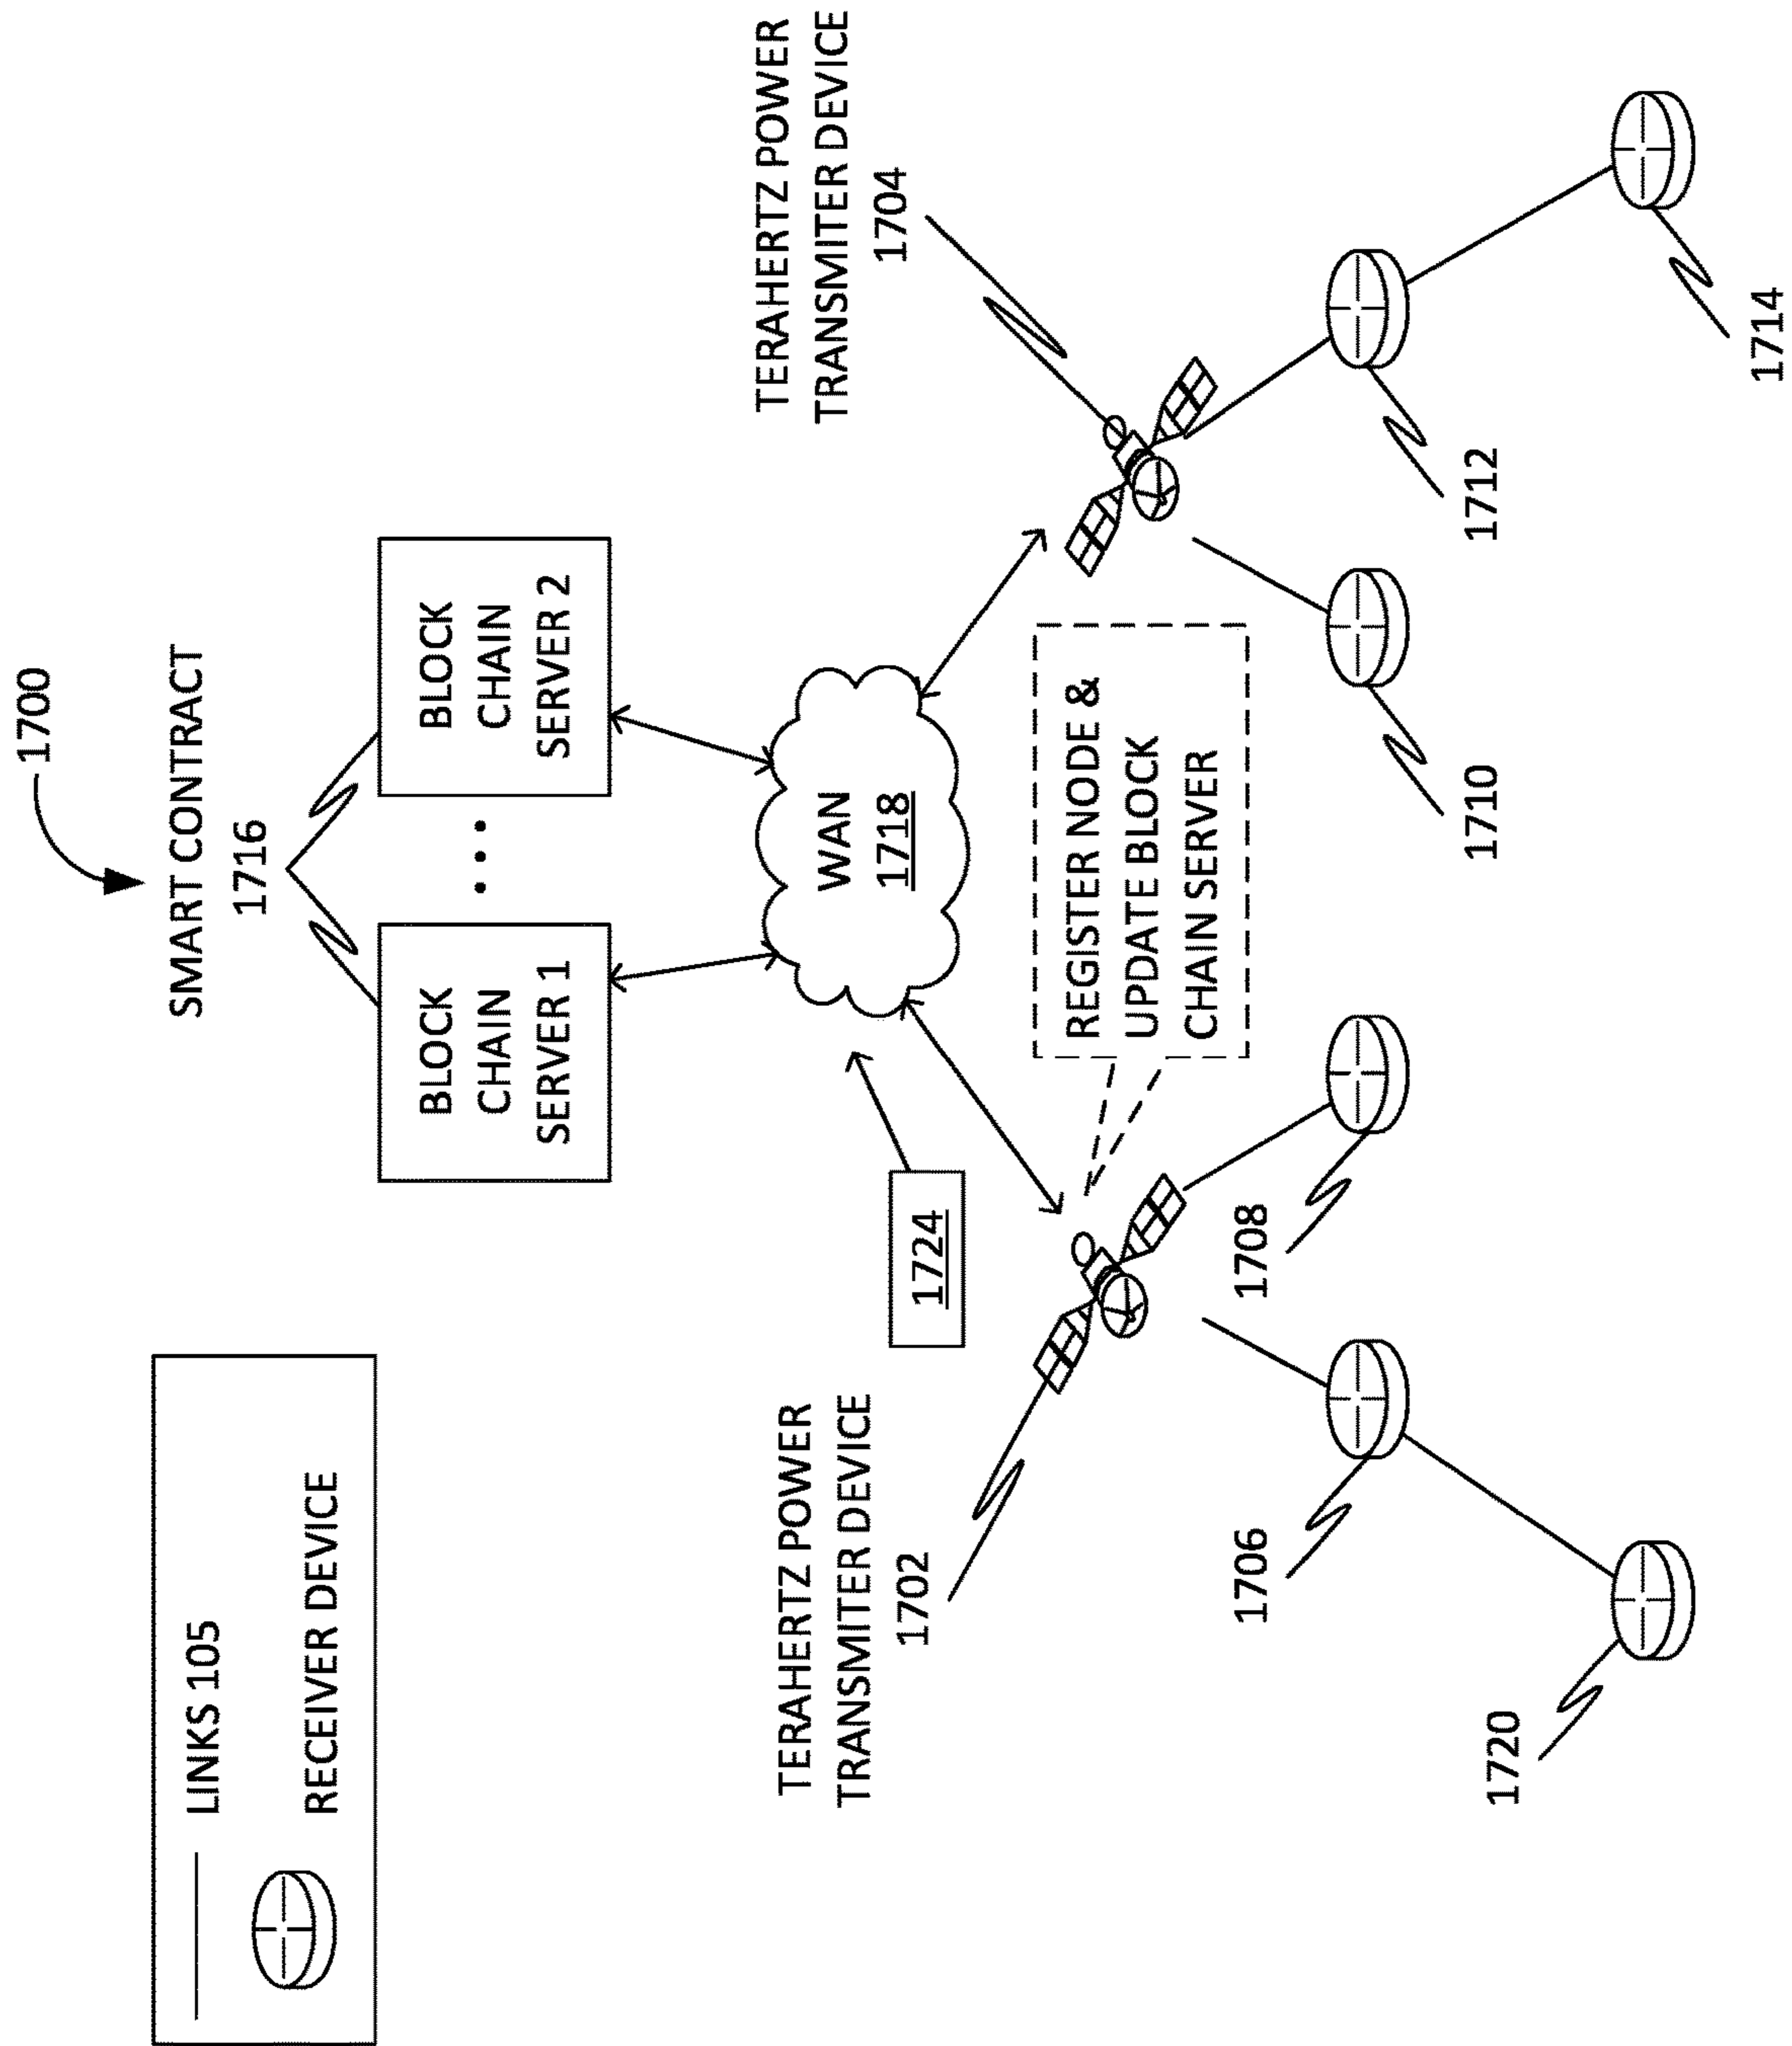 1700
LINKS 105
RECEIVER DEVICE
SMART CONTRACT
1716
BLOCK
CHAIN
SERVER 1
...
BLOCK
CHAIN
SERVER 2
WAN
1718
1724
TERAHERTZ POWER
TRANSMITER DEVICE
1702
TERAHERTZ POWER
TRANSMITER DEVICE
1704
REGISTER NODE &
UPDATE BLOCK
CHAIN SERVER
1706
1708
1710
1712
1720
1714